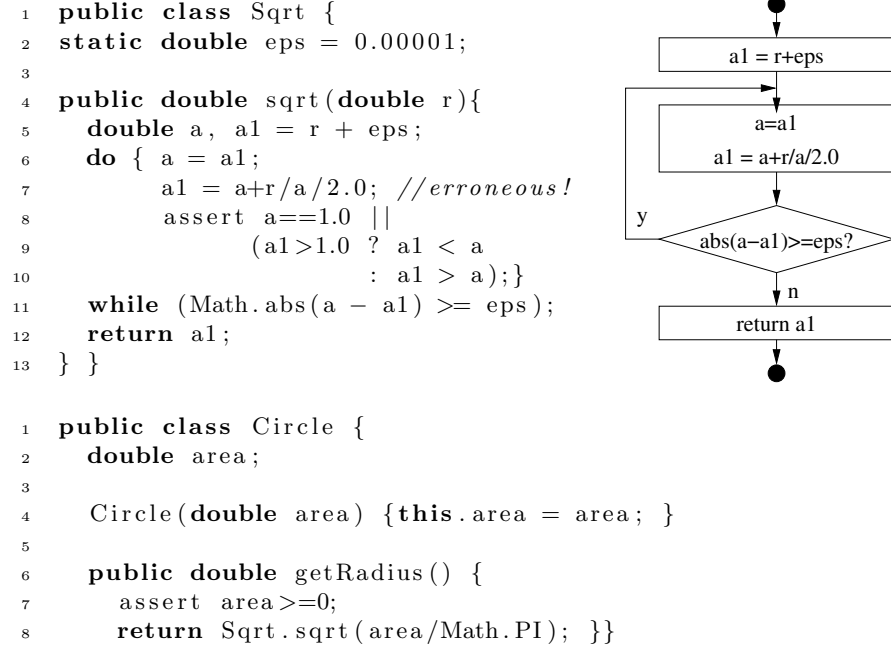 1 public class Sqrt {
2 static double eps = 0.00001;
3
4 public double sqrt(double r){
5 double a, a1 = r + eps;
6 do { a = a1;
7 a1 = a+r/a/2.0; //erroneous!
8 assert a==1.0 ||
9 (a1>1.0 ? a1 < a
10 : a1 > a);}
11 while (Math.abs(a − a1) >= eps);
12 return a1;
13 } }
a1 = r+eps
a=a1
a1 = a+r/a/2.0
y
abs(a−a1)>=eps?
n
return a1
1 public class Circle {
2 double area;
3
4 Circle(double area) {this.area = area; }
5
6 public double getRadius() {
7 assert area>=0;
8 return Sqrt.sqrt(area/Math.PI); }}